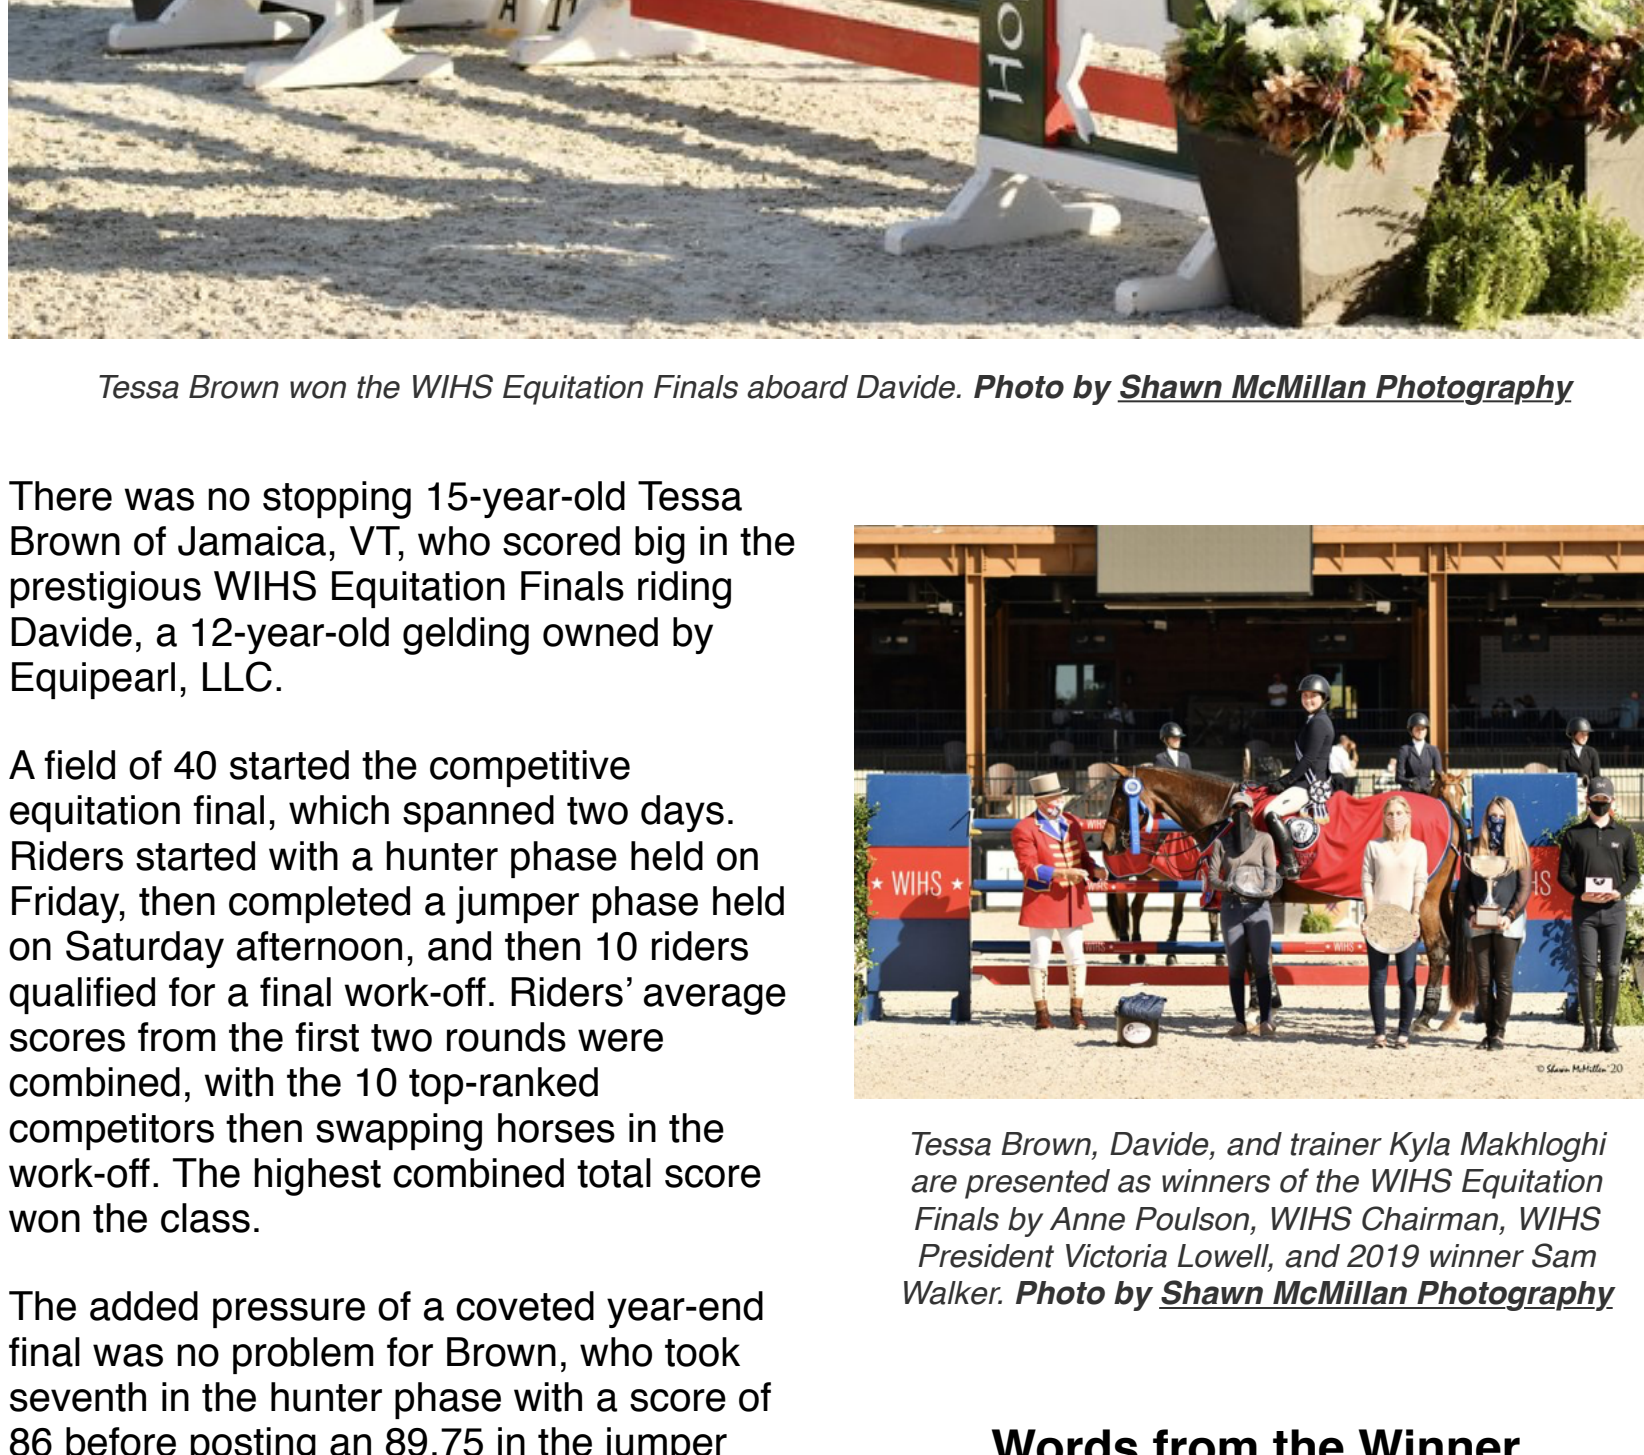 Ho
Tessa Brown won the WIHS Equitation Finals aboard Davide. Photo by Shawn McMillan Photography
There was no stopping 15-year-old Tessa
Brown of Jamaica, VT, who scored big in the
prestigious WIHS Equitation Finals riding
Davide, a 12-year-old gelding owned by
Equipearl, LLC.
A field of 40 started the competitive
equitation final, which spanned two days.
Riders started with a hunter phase held on
Friday, then completed a jumper phase held
on Saturday afternoon, and then 10 riders
qualified for a final work-off. Riders’ average
scores from the first two rounds were
combined, with the 10 top-ranked
competitors then swapping horses in the
work-off. The highest combined total score
won the class.
The added pressure of a coveted year-end
final was no problem for Brown, who took
seventh in the hunter phase with a score of
86 before posting an 89.75 in the jumper
WIHS
WIHS
WIHS
WIHS
WIHS
HS
© Shawn McMillen '20
Tessa Brown, Davide, and trainer Kyla Makhloghi
are presented as winners of the WIHS Equitation
Finals by Anne Poulson, WIHS Chairman, WIHS
President Victoria Lowell, and 2019 winner Sam
Walker. Photo by Shawn McMillan Photography
Words from the Winner